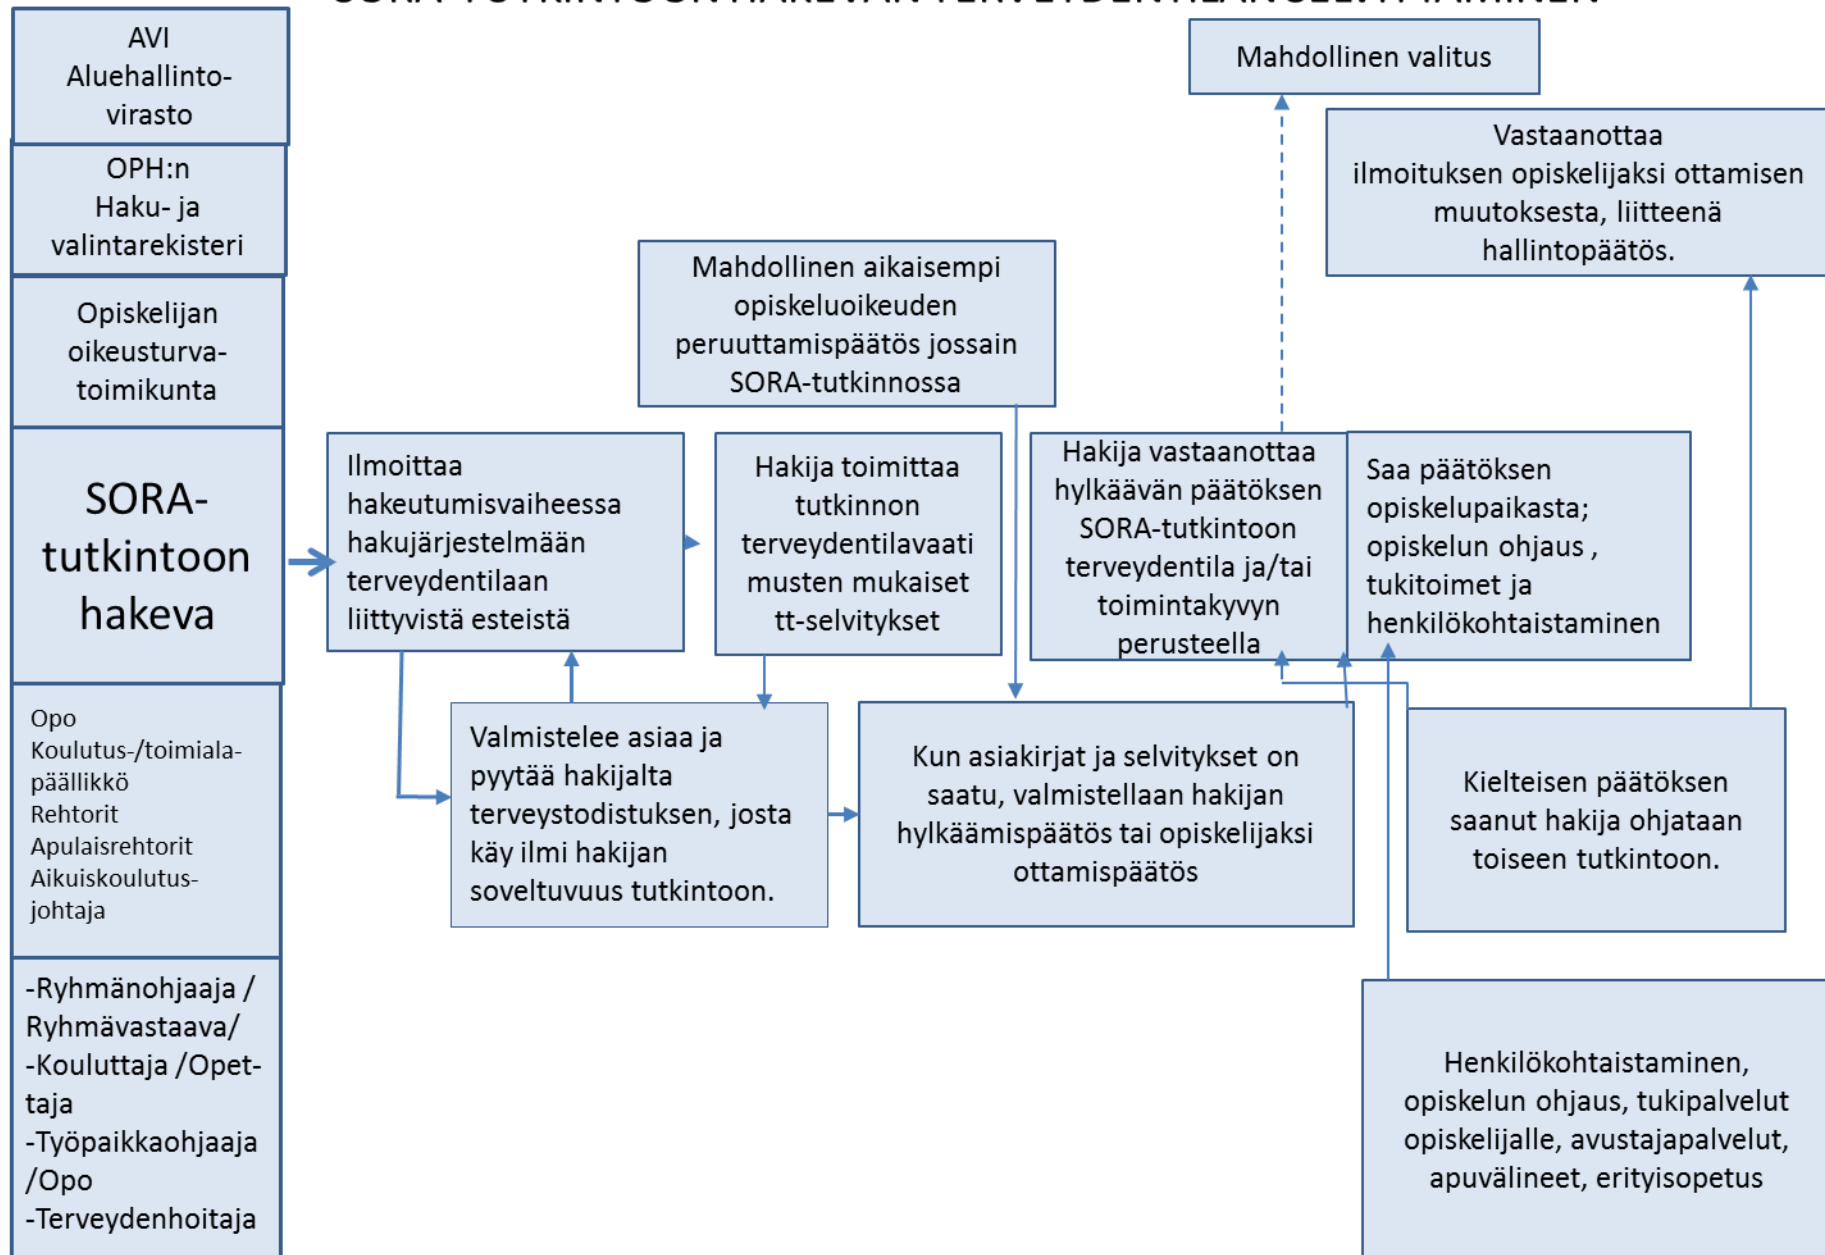 SORA-TUTKINTOON HAKEVAN TERVEYDENTILAN SELVITTÄMINEN
AVI
Aluehallinto-
virasto
OPH:n
Haku- ja
valintarekisteri
Opiskelijan
oikeusturva-
toimikunta
SORA-
tutkintoon
hakeva
Opo
Koulutus-/toimiala-
päällikkö
Rehtorit
Apulaisrehtorit
Aikuiskoulutus-
johtaja
-Ryhmänohjaaja /
Ryhmävastaava/
-Kouluttaja /Opet-
taja
-Työpaikkaohjaaja
/Opo
-Terveydenhoitaja
Mahdollinen valitus
Vastaanottaa
ilmoituksen opiskelijaksi ottamisen
muutoksesta, liitteenä
hallintopäätös.
Mahdollinen aikaisempi
opiskeluoikeuden
peruuttamispäätös jossain
SORA-tutkinnossa
Ilmoittaa
hakeutumisvaiheessa
hakujärjestelmään
terveydentilaan
liittyvistä esteistä
Hakija toimittaa
tutkinnon
terveydentilavaati
musten mukaiset
tt-selvitykset
Hakija vastaanottaa
hylkäävän päätöksen
SORA-tutkintoon
terveydentila ja/tai
toimintakyvyn
perusteella
Saa päätöksen
opiskelupaikasta;
opiskelun ohjaus ,
tukitoimet ja
henkilökohtaistaminen
Valmistelee asiaa ja
pyytää hakijalta
terveystodistuksen, josta
käy ilmi hakijan
soveltuvuus tutkintoon.
Kun asiakirjat ja selvitykset on
saatu, valmistellaan hakijan
hylkäämispäätös tai opiskelijaksi
ottamispäätös
Kielteisen päätöksen
saanut hakija ohjataan
toiseen tutkintoon.
Henkilökohtaistaminen,
opiskelun ohjaus, tukipalvelut
opiskelijalle, avustajapalvelut,
apuvälineet, erityisopetus